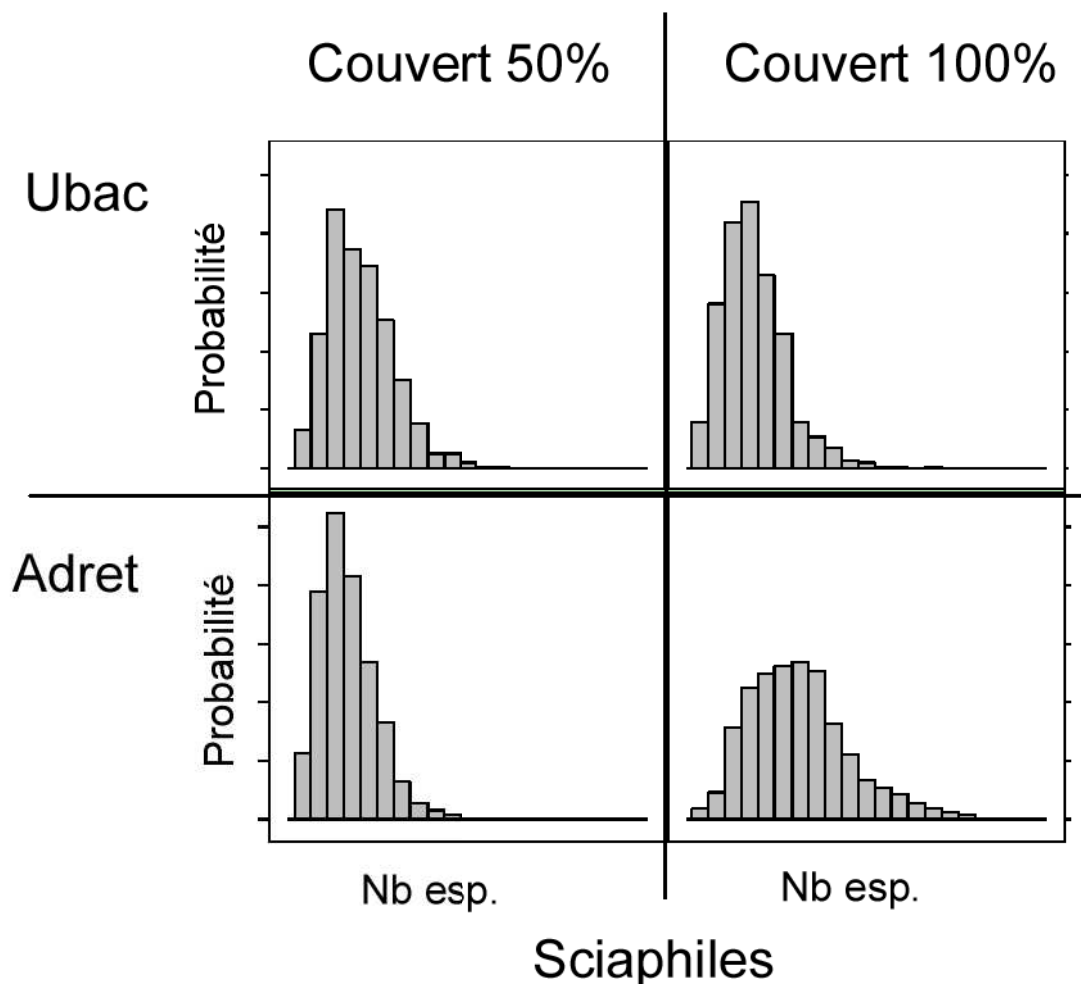 Couvert 50%
Couvert 100%
Ubac
Probabilité
Adret
Probabilité
Nb esp.
Nb esp.
Sciaphiles